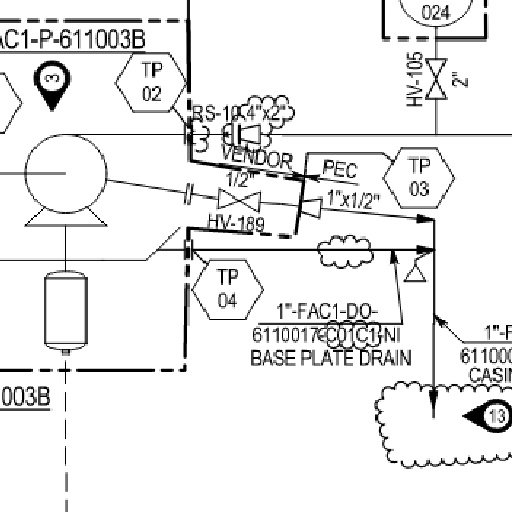 024
AC1-P-611003B
TP
02
3
HV-105
2"
RS-10
4"x2"
VENDOR
PEC
TP
03
1/2"
1"x1/2"
HV-189
TP
04
1"-FAC1-DO-
6110017-C01C1-NI
BASE PLATE DRAIN
1"-F
611000
CASIN
003B
13